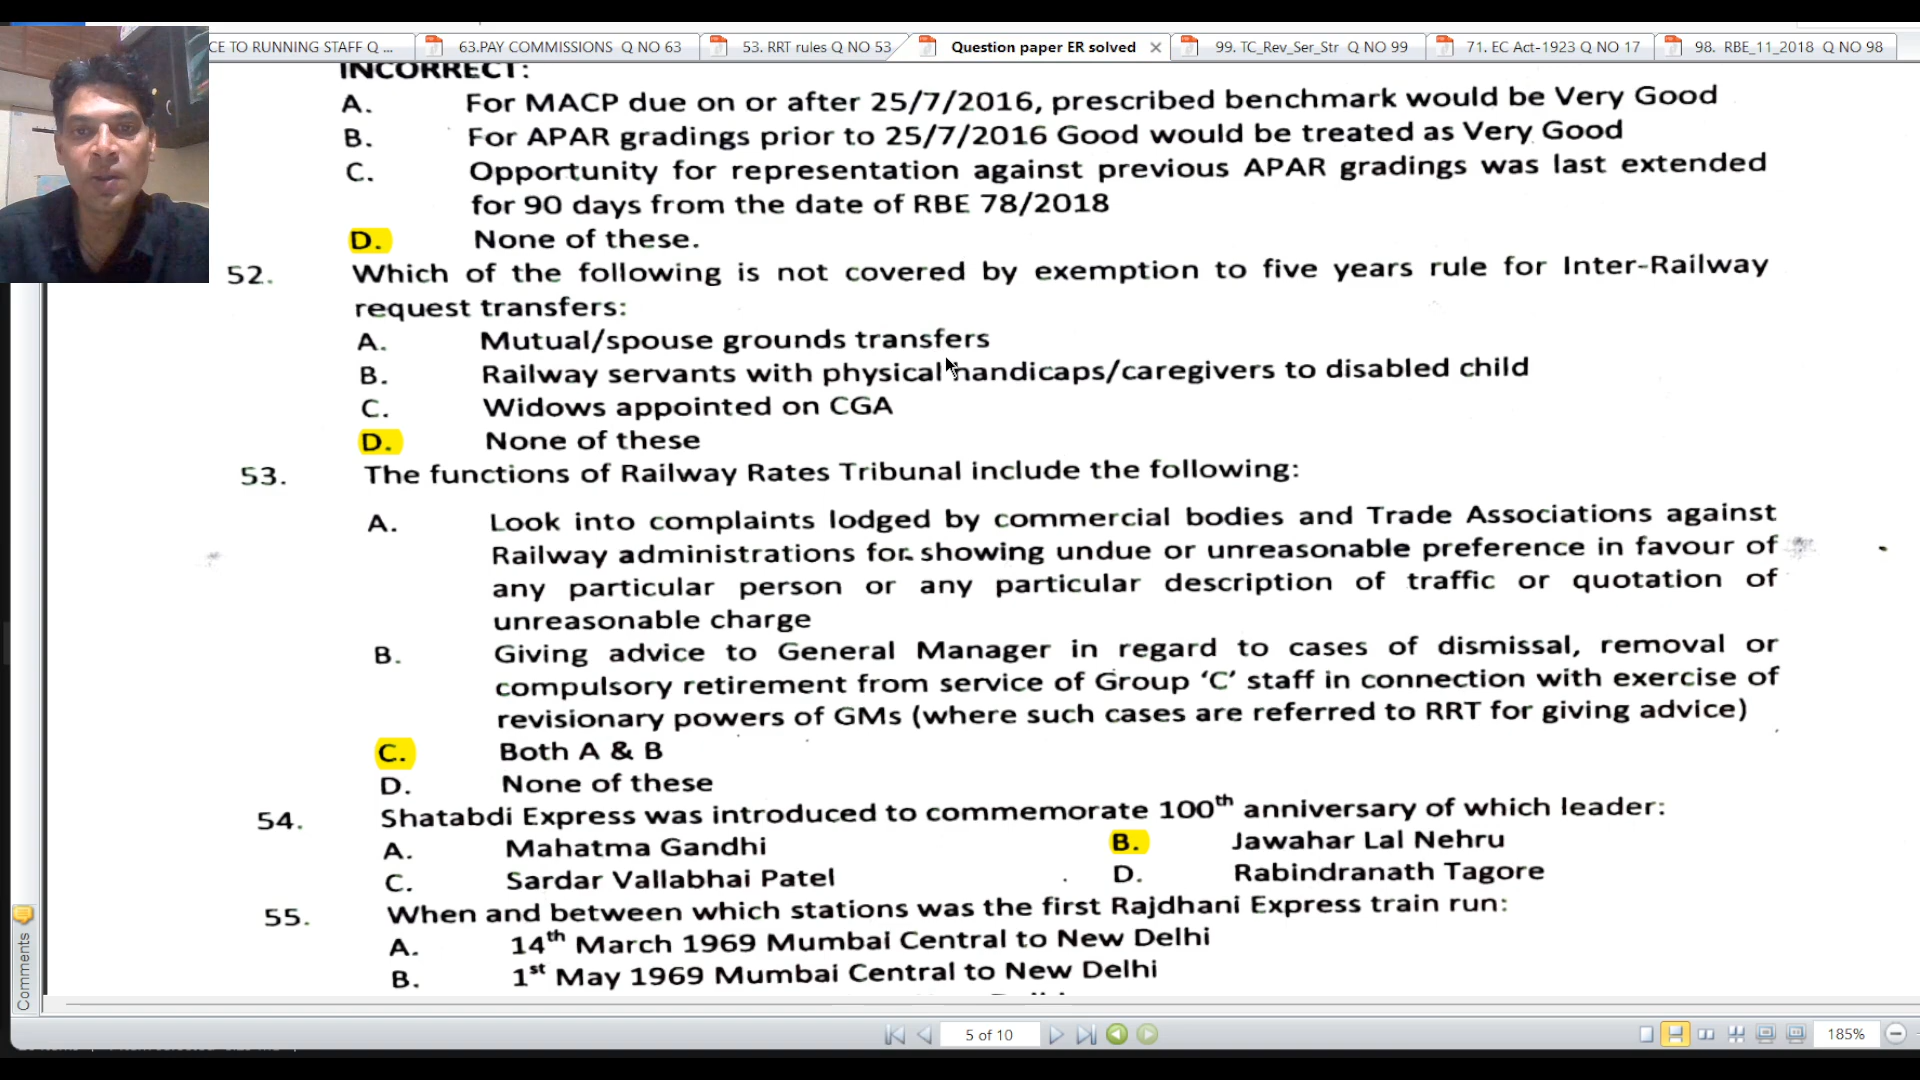 CE TO RUNNING STAFF Q ...
63.PAY COMMISSIONS Q NO 63
53. RRT rules Q NO 53
Question paper ER solved
99. TC_Rev_Ser_Str Q NO 99
71. EC Act-1923 Q NO 17
98. RBE_11_2018 Q NO 98
INCORRECT:
A. For MACP due on or after 25/7/2016, prescribed benchmark would be Very Good
B. For APAR gradings prior to 25/7/2016 Good would be treated as Very Good
C. Opportunity for representation against previous APAR gradings was last extended
for 90 days from the date of RBE 78/2018
D. None of these.
52. Which of the following is not covered by exemption to five years rule for Inter-Railway
request transfers:
A. Mutual/spouse grounds transfers
B. Railway servants with physical handicaps/caregivers to disabled child
C. Widows appointed on CGA
D. None of these
53. The functions of Railway Rates Tribunal include the following:
A. Look into complaints lodged by commercial bodies and Trade Associations against
Railway administrations for showing undue or unreasonable preference in favour of
any particular person or any particular description of traffic or quotation of
unreasonable charge
B. Giving advice to General Manager in regard to cases of dismissal, removal or
compulsory retirement from service of Group 'C' staff in connection with exercise of
revisionary powers of GMs (where such cases are referred to RRT for giving advice)
C. Both A & B
D. None of these
54. Shatabdi Express was introduced to commemorate 100th anniversary of which leader:
A. Mahatma Gandhi B. Jawahar Lal Nehru
C. Sardar Vallabhai Patel D. Rabindranath Tagore
55. When and between which stations was the first Rajdhani Express train run:
A. 14th March 1969 Mumbai Central to New Delhi
B. 1st May 1969 Mumbai Central to New Delhi
Comments
5 of 10
185%